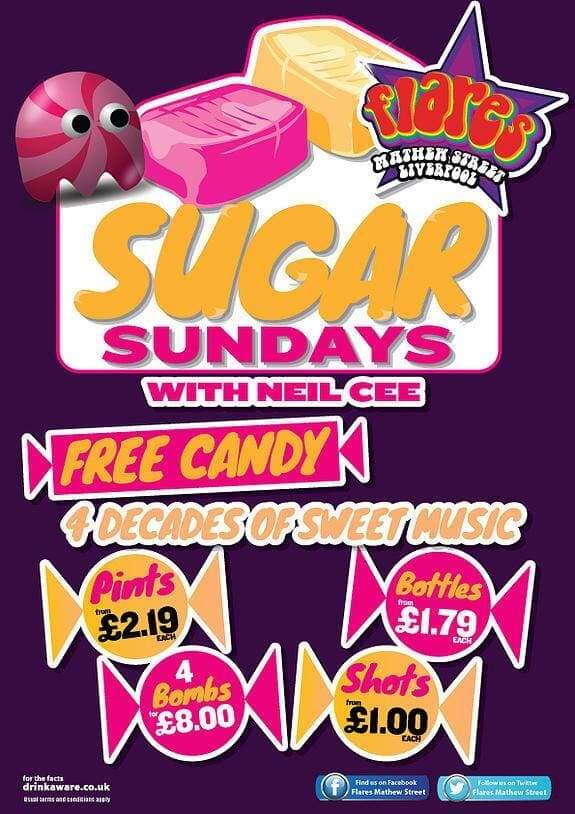 flares
MATHEW STREET
LIVERPOOL
SUGAR
SUNDAYS
WITH NEIL CEE
FREE CANDY
4 DECADES OF SWEET MUSIC
Pints
from
£2.19
EACH
Bottles
from
£1.79
EACH
4
Bombs
for
£8.00
Shots
from
£1.00
EACH
for the facts
drinkaware.co.uk
Usual terms and conditions apply
Find us on Facebook
Flares Mathew Street
Follow us on Twitter
Flares Mathew Street